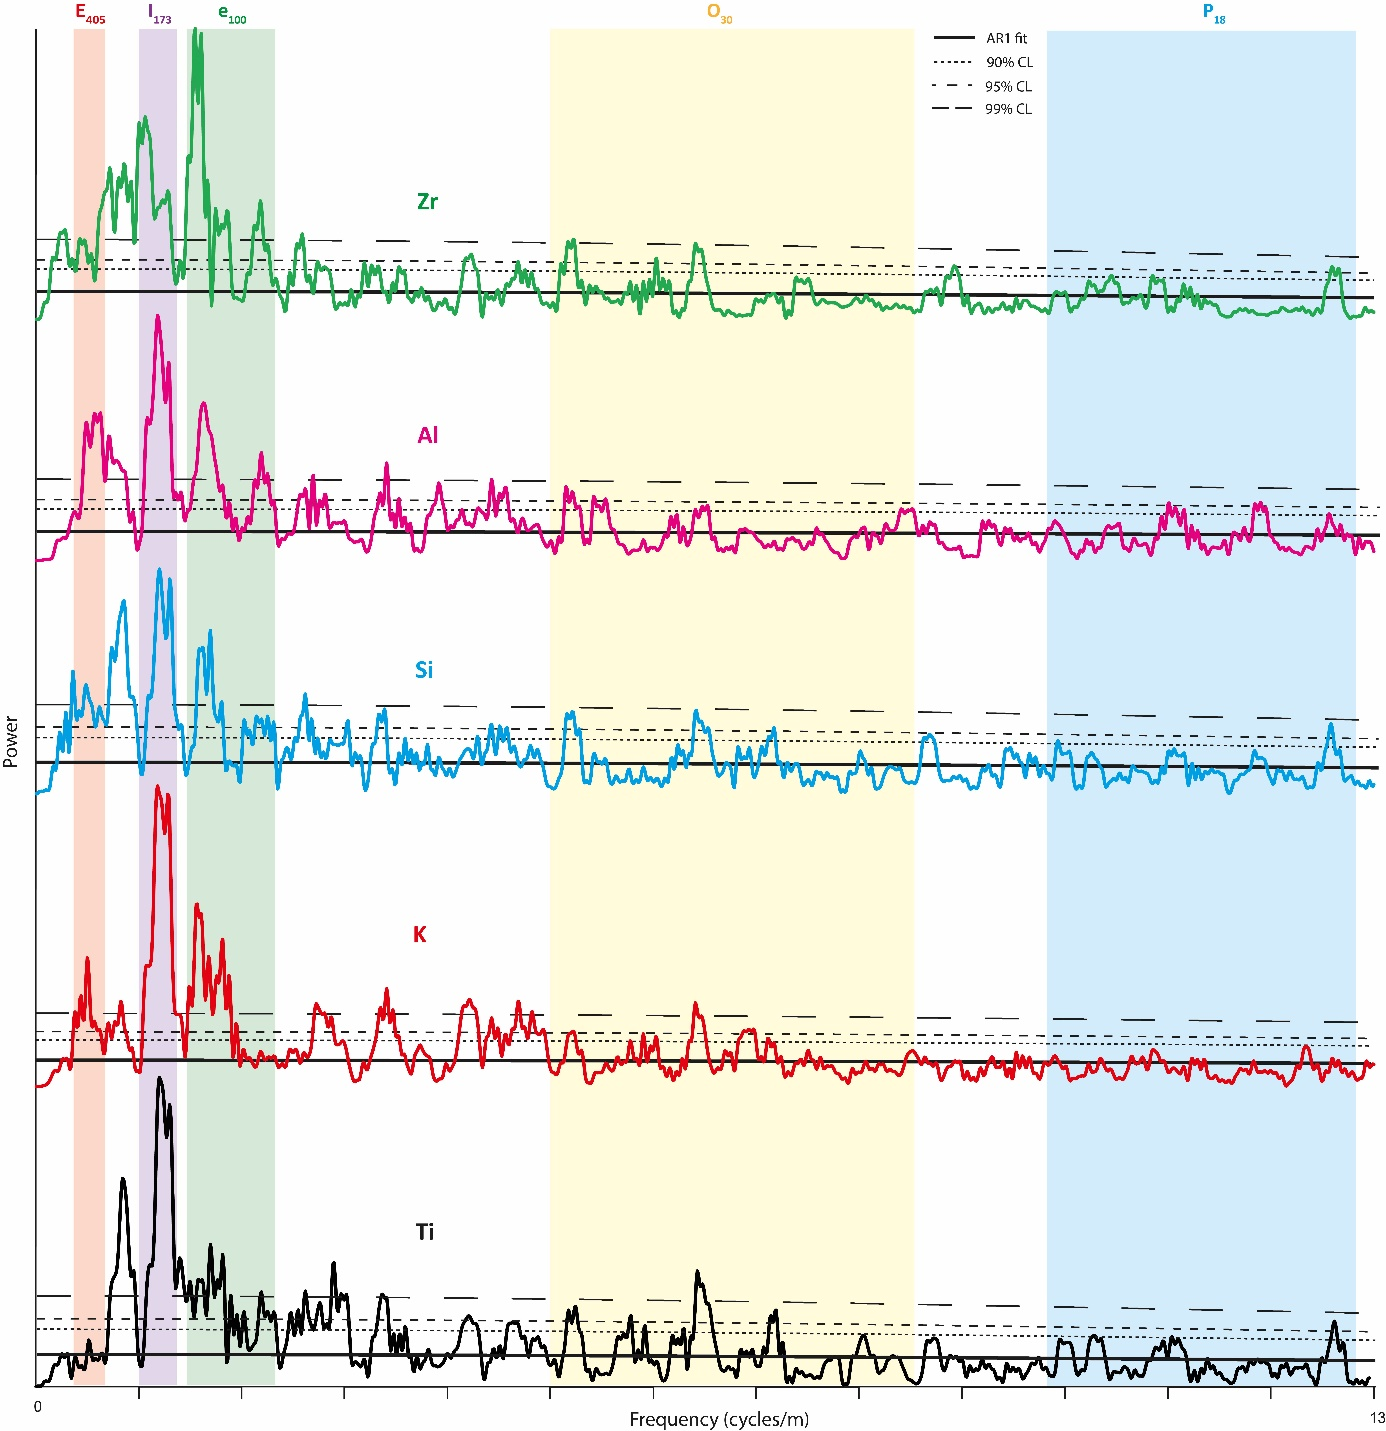 E405 I173 e100 O30 P18
AR1 fit
90% CL
95% CL
99% CL
Zr
Al
Si
K
Ti
Power
0 13
Frequency (cycles/m)